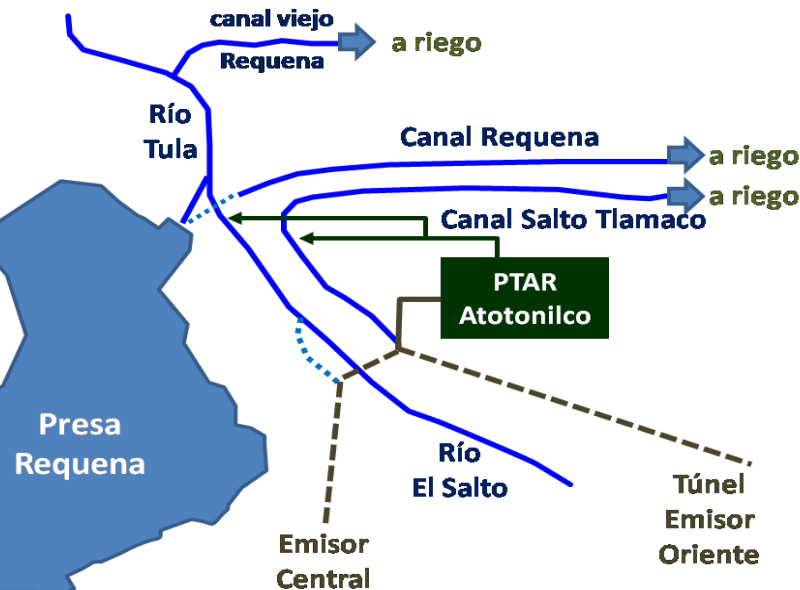 canal viejo
Requena
a riego
Río
Tula
Canal Requena
a riego
a riego
Canal Salto Tlamaco
PTAR
Atotonilco
Presa
Requena
Río
El Salto
Túnel
Emisor
Oriente
Emisor
Central